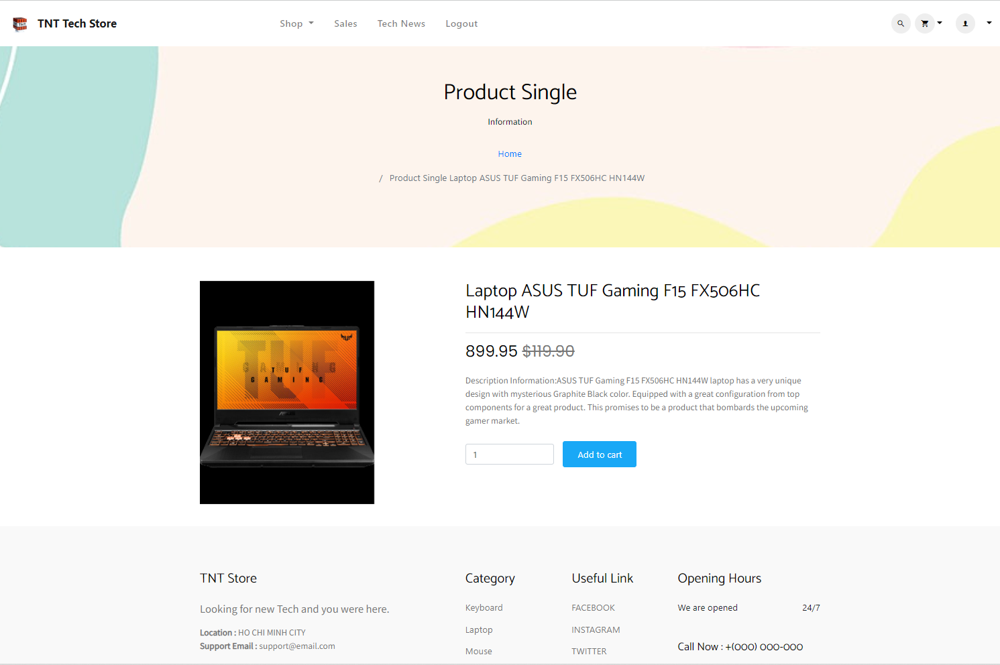 TNT Tech Store
Shop Sales Tech News Logout
Product Single
Information
Home
/ Product Single Laptop ASUS TUF Gaming F15 FX506HC HN144W
TUF
GAMING
TUF
GAMING
ASUS
Laptop ASUS TUF Gaming F15 FX506HC
HN144W
899.95 $119.90
Description Information:ASUS TUF Gaming F15 FX506HC HN144W laptop has a very unique
design with mysterious Graphite Black color. Equipped with a great configuration from top
components for a great product. This promises to be a product that bombards the upcoming
gamer market.
1 Add to cart
TNT Store
Looking for new Tech and you were here.
Location : HO CHI MINH CITY
Support Email : support@email.com
Category
Keyboard
Laptop
Mouse
Useful Link
FACEBOOK
INSTAGRAM
TWITTER
Opening Hours
We are opened 24/7
Call Now : +(000) 000-000